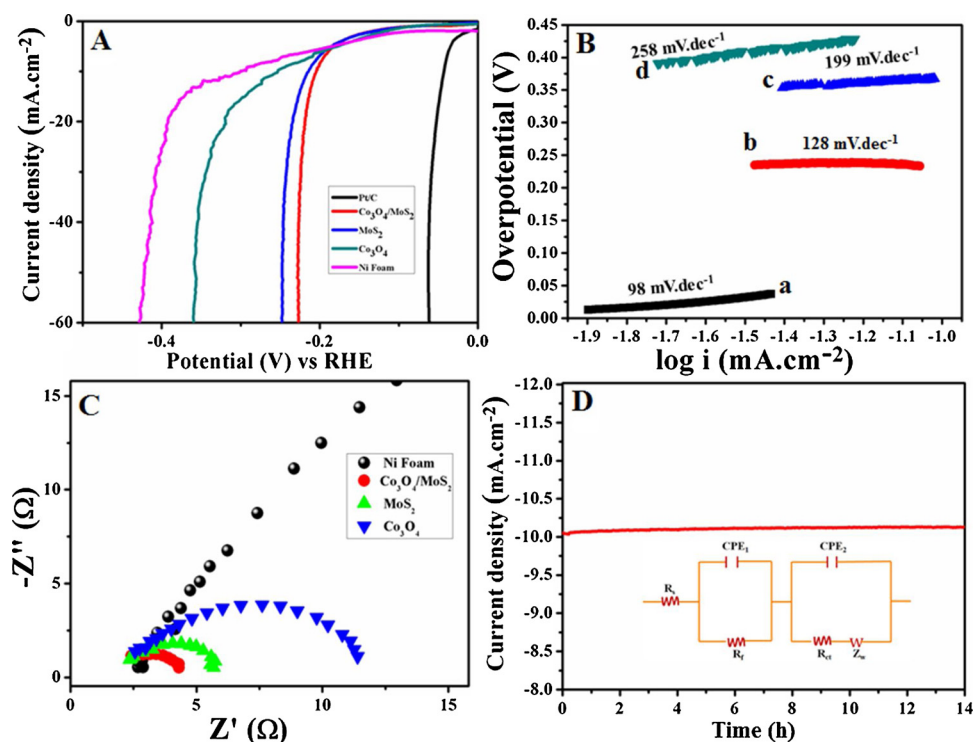 A
Current density (mA.cm⁻²)
0
-20
-40
-60
-0.4
-0.2
0.0
Potential (V) vs RHE
Pt/C
Co₃O₄/MoS₂
MoS₂
Co₃O₄
Ni Foam
B
Overpotential (V)
0.45
0.40
0.35
0.30
0.25
0.20
0.15
0.10
0.05
0.00
258 mV.dec⁻¹
d
199 mV.dec⁻¹
c
b
128 mV.dec⁻¹
98 mV.dec⁻¹
a
-1.9 -1.8 -1.7 -1.6 -1.5 -1.4 -1.3 -1.2 -1.1 -1.0
log i (mA.cm⁻²)
C
-Z'' (Ω)
15
10
5
0
0 5 10 15
Z' (Ω)
Ni Foam
Co₃O₄/MoS₂
MoS₂
Co₃O₄
D
Current density (mA.cm⁻²)
-12.0
-11.5
-11.0
-10.5
-10.0
-9.5
-9.0
-8.5
-8.0
CPE₁
CPE₂
Rₛ
R_f
R_ct
Z_w
0 2 4 6 8 10 12 14
Time (h)